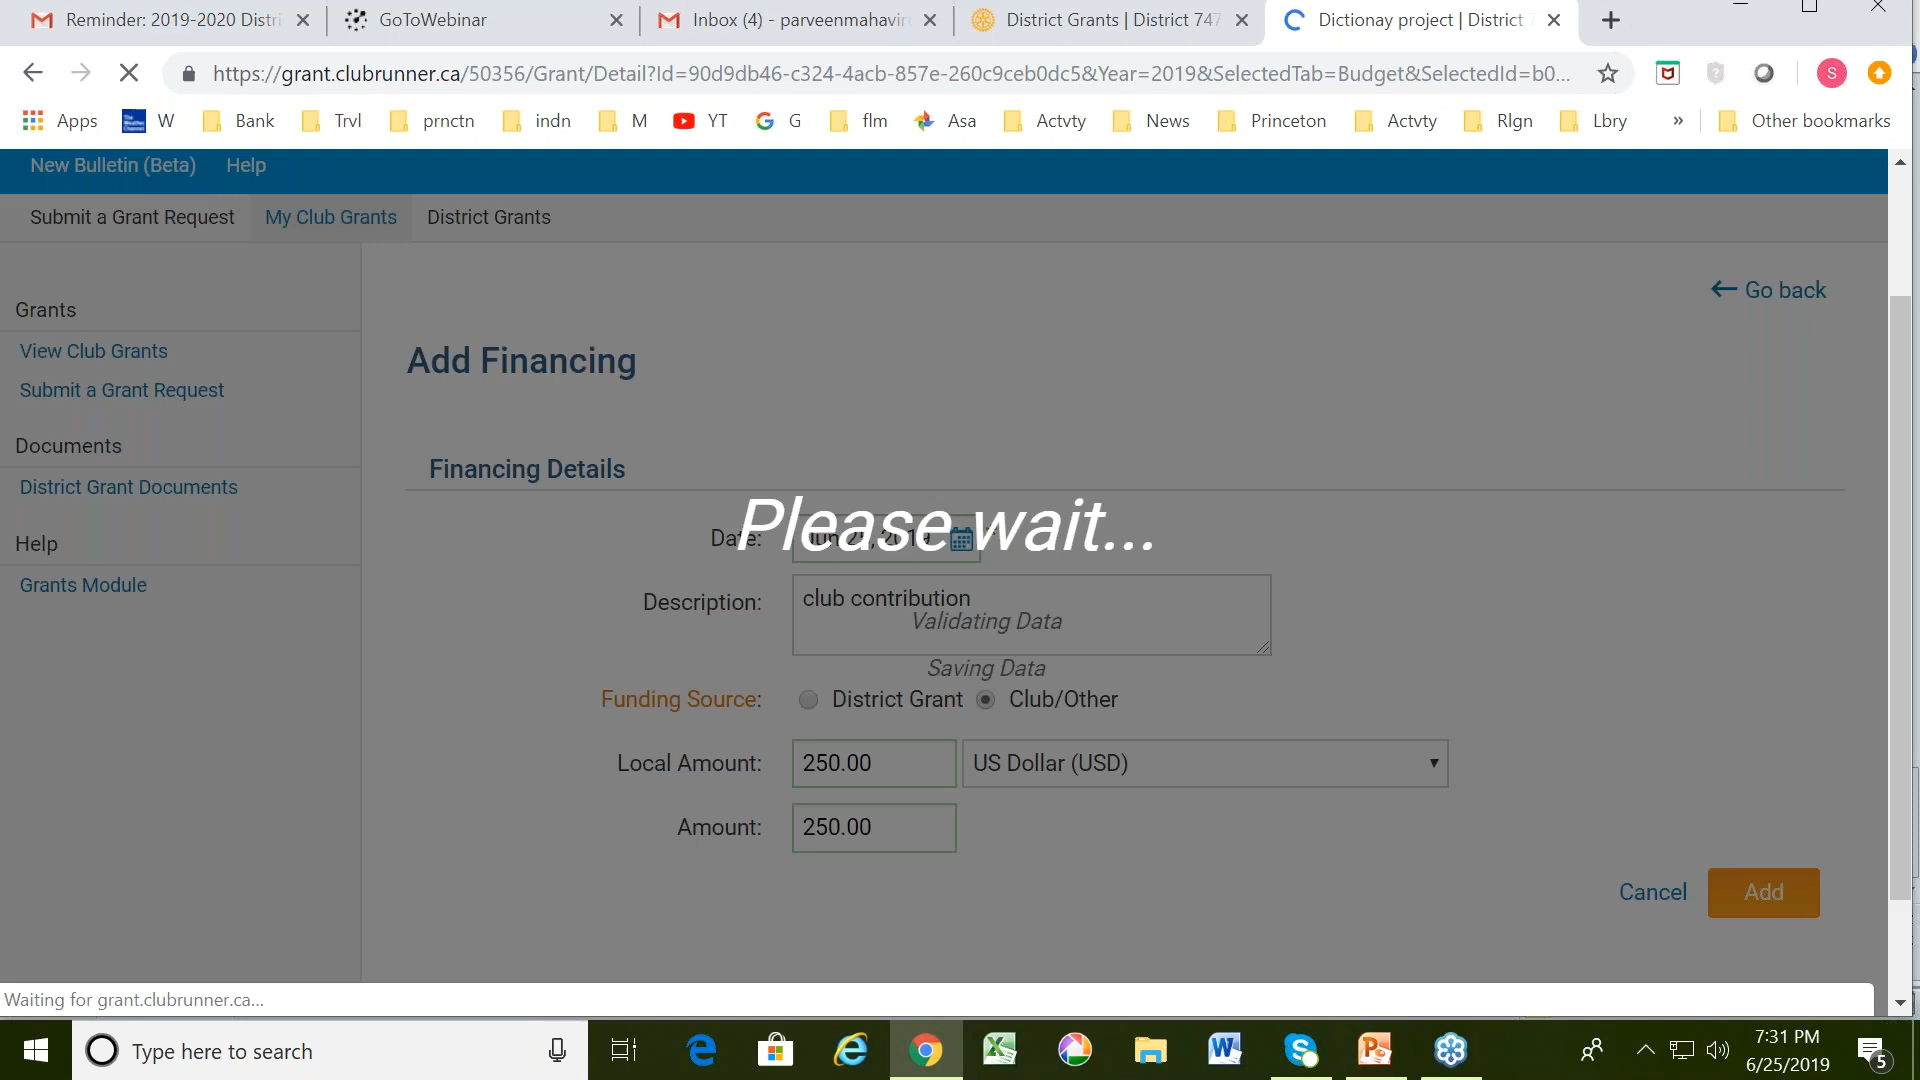 Reminder: 2019-2020 Distri
GoToWebinar
Inbox (4) - parveenmahavir
District Grants | District 747
Dictionay project | District 7
https://grant.clubrunner.ca/50356/Grant/Detail?Id=90d9db46-c324-4acb-857e-260c9ceb0dc5&Year=2019&SelectedTab=Budget&SelectedId=b0...
S
Apps W Bank Trvl prnctn indn M YT G flm Asa Actvty News Princeton Actvty Rlgn Lbry » Other bookmarks
New Bulletin (Beta) Help
Submit a Grant Request My Club Grants District Grants
Go back
Grants
View Club Grants
Submit a Grant Request
Documents
District Grant Documents
Help
Grants Module
Add Financing
Financing Details
Please wait...
Date: Jun 25, 2019
Description: club contribution
Validating Data
Saving Data
Funding Source: District Grant Club/Other
Local Amount: 250.00 US Dollar (USD)
Amount: 250.00
Cancel Add
Waiting for grant.clubrunner.ca...
Type here to search
7:31 PM
6/25/2019
5